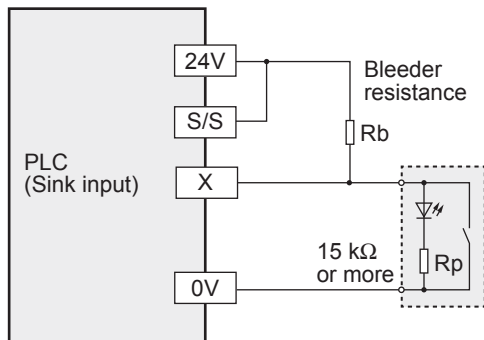 24V
Bleeder
resistance
S/S
Rb
PLC
(Sink input)
X
15 kΩ
or more
Rp
0V